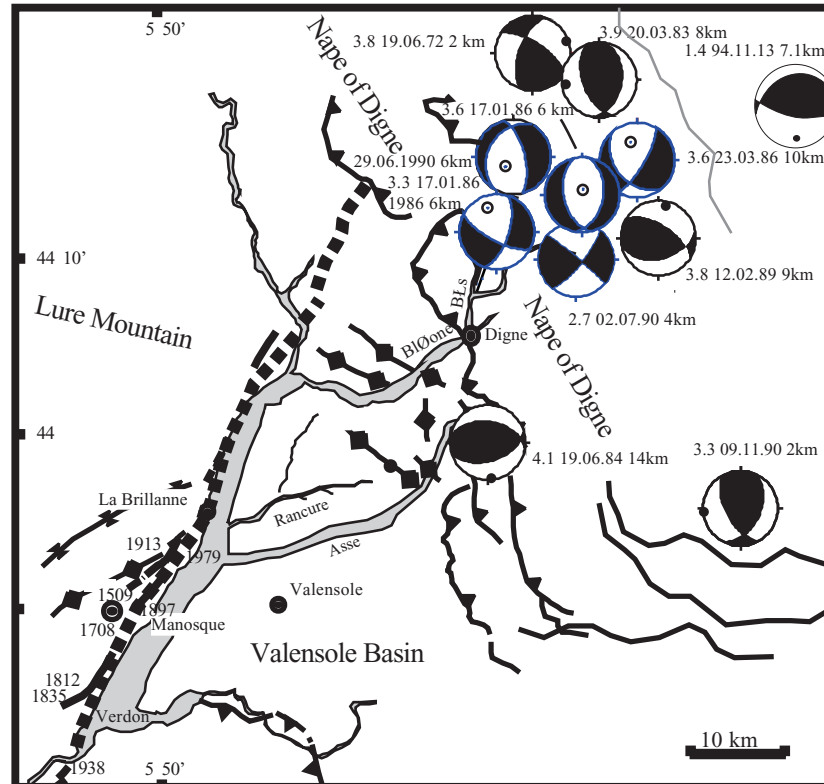 5 50'
Nape of Digne
3.8 19.06.72 2 km
3.9 20.03.83 8km
1.4 94.11.13 7.1km
3.6 17.01.86 6 km
29.06.1990 6km
3.3 17.01.86
1986 6km
3.6 23.03.86 10km
44 10'
3.8 12.02.89 9km
2.7 02.07.90 4km
Lure Mountain
BŁs
BlØone
Digne
Nape of Digne
44
4.1 19.06.84 14km
3.3 09.11.90 2km
La Brillanne
Rancure
Asse
1913
1979
1509
1897
1708
Manosque
Valensole
Valensole Basin
1812
1835
Verdon
1938
5 50'
10 km